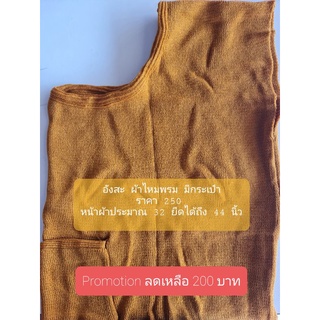 อังสะ ผ้าไหมพรม มีกระเป๋า
ราคา 250
หน้าผ้าประมาณ 32 ยืดได้ถึง 44 นิ้ว
Promotion ลดเหลือ 200 บาท